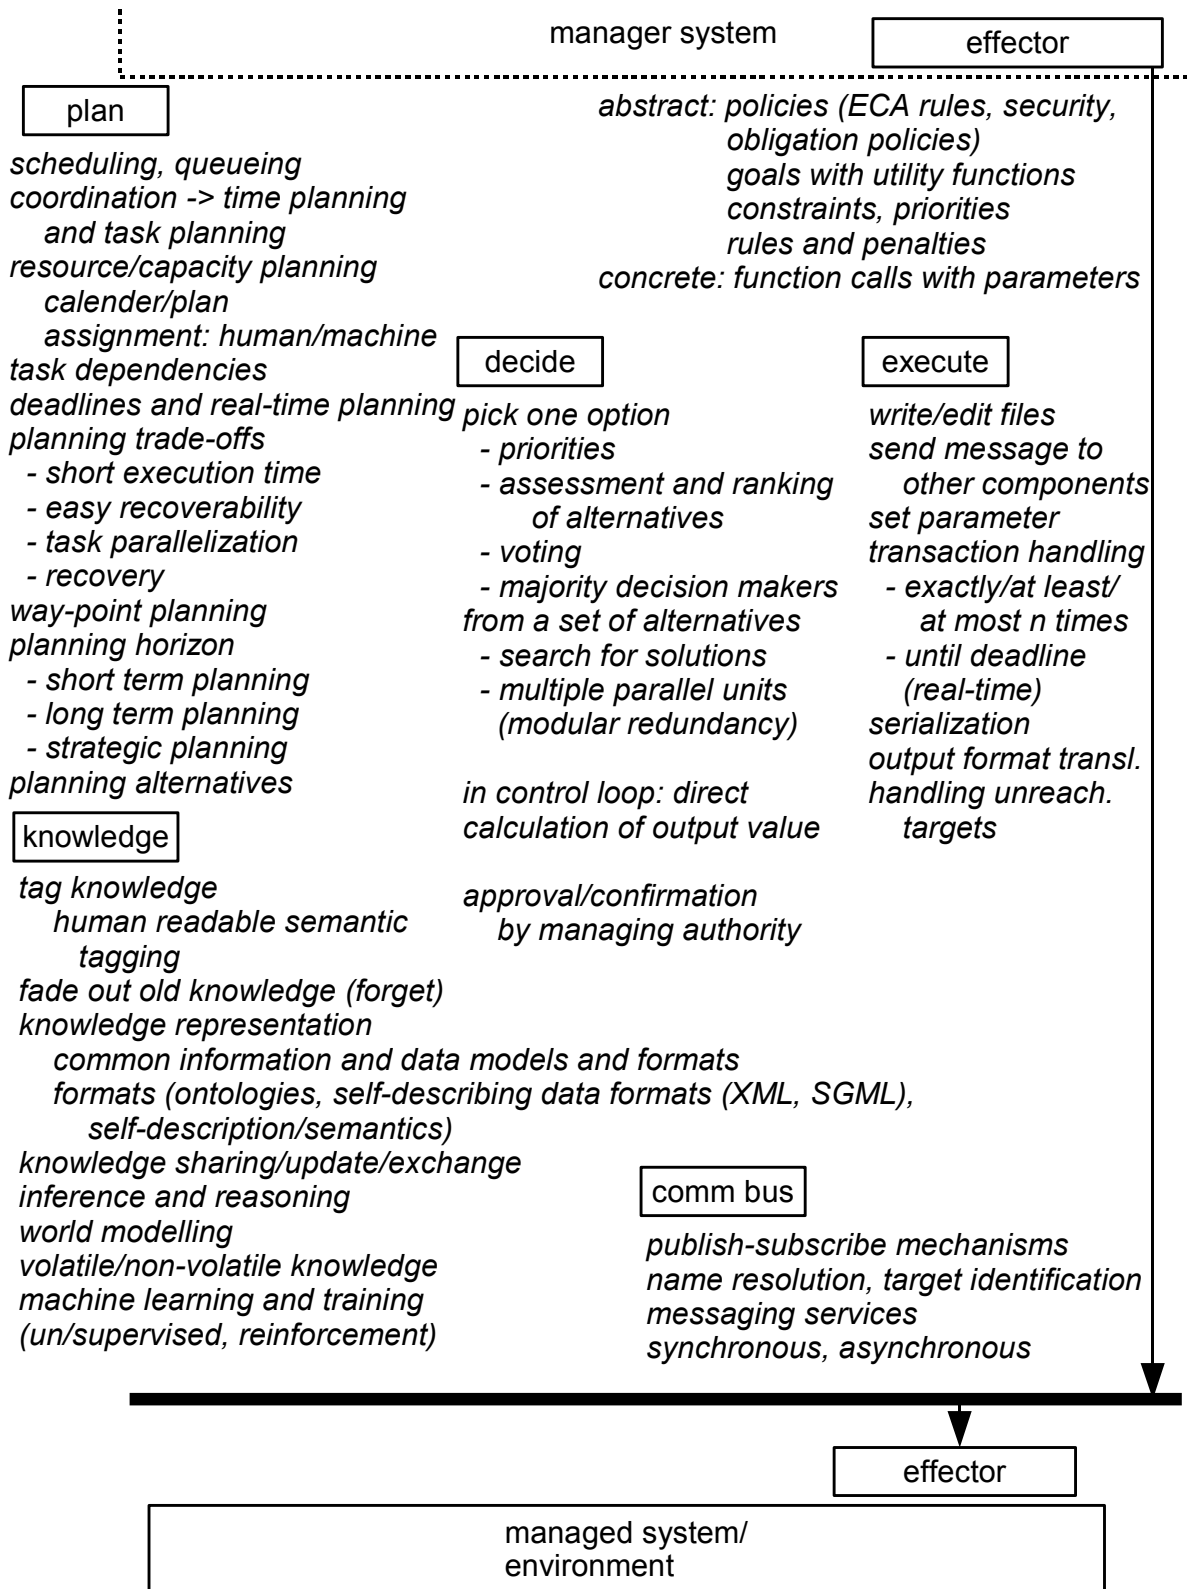 manager system
effector
plan
scheduling, queueing
coordination -> time planning
and task planning
resource/capacity planning
calender/plan
assignment: human/machine
task dependencies
deadlines and real-time planning
planning trade-offs
- short execution time
- easy recoverability
- task parallelization
- recovery
way-point planning
planning horizon
- short term planning
- long term planning
- strategic planning
planning alternatives
abstract: policies (ECA rules, security,
obligation policies)
goals with utility functions
constraints, priorities
rules and penalties
concrete: function calls with parameters
decide
pick one option
- priorities
- assessment and ranking
of alternatives
- voting
- majority decision makers
from a set of alternatives
- search for solutions
- multiple parallel units
(modular redundancy)
in control loop: direct
calculation of output value
approval/confirmation
by managing authority
execute
write/edit files
send message to
other components
set parameter
transaction handling
- exactly/at least/
at most n times
- until deadline
(real-time)
serialization
output format transl.
handling unreach.
targets
knowledge
tag knowledge
human readable semantic
tagging
fade out old knowledge (forget)
knowledge representation
common information and data models and formats
formats (ontologies, self-describing data formats (XML, SGML),
self-description/semantics)
knowledge sharing/update/exchange
inference and reasoning
world modelling
volatile/non-volatile knowledge
machine learning and training
(un/supervised, reinforcement)
comm bus
publish-subscribe mechanisms
name resolution, target identification
messaging services
synchronous, asynchronous
effector
managed system/
environment